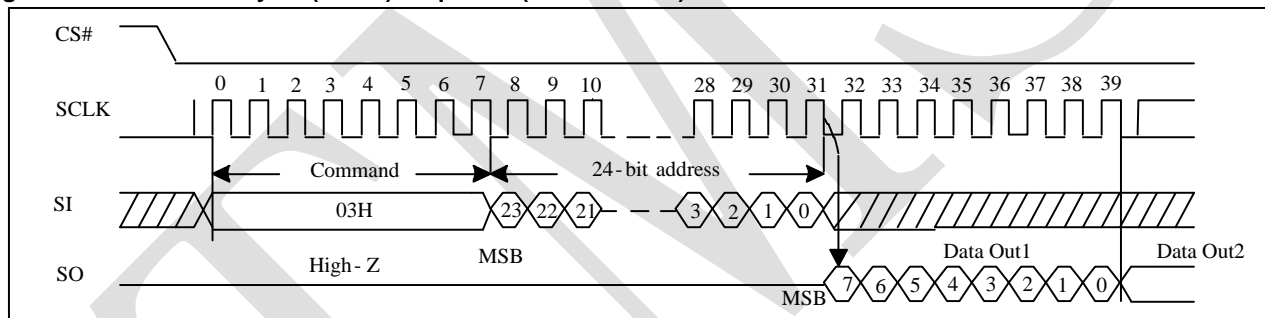 CS#
0 1 2 3 4 5 6 7 8 9 10 28 29 30 31 32 33 34 35 36 37 38 39
SCLK
Command 24-bit address
SI 03H 23 22 21 3 2 1 0
High-Z MSB Data Out1 Data Out2
SO MSB 7 6 5 4 3 2 1 0